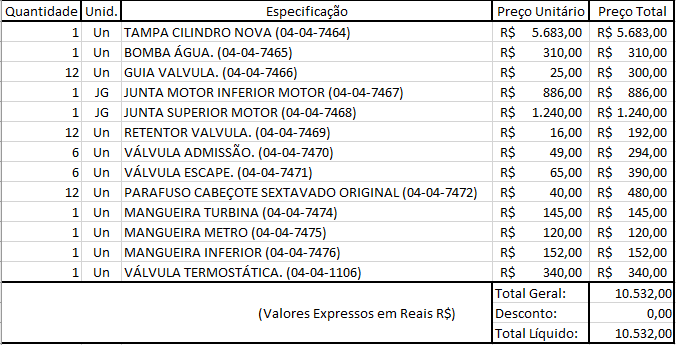 Quantidade Unid. Especificação Preço Unitário Preço Total
1 Un TAMPA CILINDRO NOVA (04-04-7464) R$ 5.683,00 R$ 5.683,00
1 Un BOMBA ÁGUA. (04-04-7465) R$ 310,00 R$ 310,00
12 Un GUIA VALVULA. (04-04-7466) R$ 25,00 R$ 300,00
1 JG JUNTA MOTOR INFERIOR MOTOR (04-04-7467) R$ 886,00 R$ 886,00
1 JG JUNTA SUPERIOR MOTOR (04-04-7468) R$ 1.240,00 R$ 1.240,00
12 Un RETENTOR VALVULA. (04-04-7469) R$ 16,00 R$ 192,00
6 Un VÁLVULA ADMISSÃO. (04-04-7470) R$ 49,00 R$ 294,00
6 Un VÁLVULA ESCAPE. (04-04-7471) R$ 65,00 R$ 390,00
12 Un PARAFUSO CABEÇOTE SEXTAVADO ORIGINAL (04-04-7472) R$ 40,00 R$ 480,00
1 Un MANGUEIRA TURBINA (04-04-7474) R$ 145,00 R$ 145,00
1 Un MANGUEIRA METRO (04-04-7475) R$ 120,00 R$ 120,00
1 Un MANGUEIRA INFERIOR (04-04-7476) R$ 152,00 R$ 152,00
1 Un VÁLVULA TERMOSTÁTICA. (04-04-1106) R$ 340,00 R$ 340,00
Total Geral: 10.532,00
(Valores Expressos em Reais R$) Desconto: 0,00
Total Líquido: 10.532,00